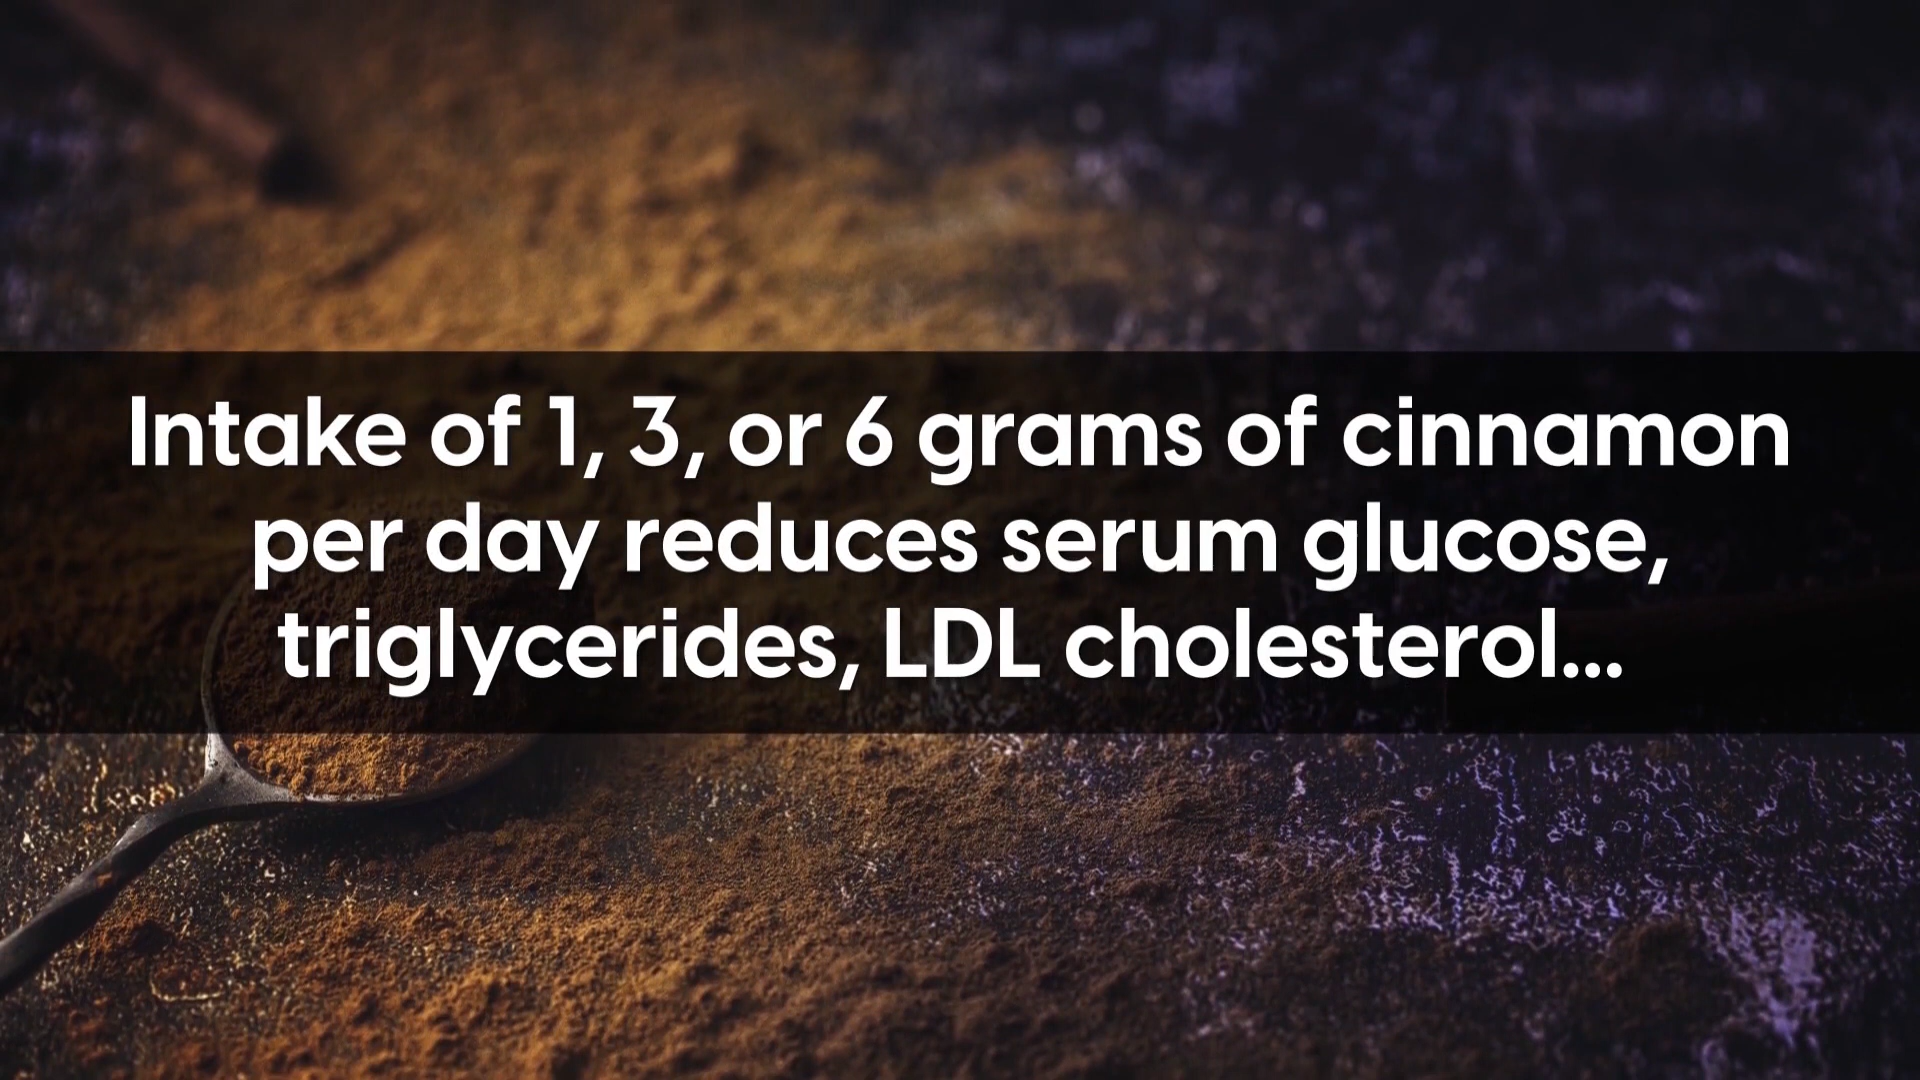 Intake of 1, 3, or 6 grams of cinnamon
per day reduces serum glucose,
triglycerides, LDL cholesterol...